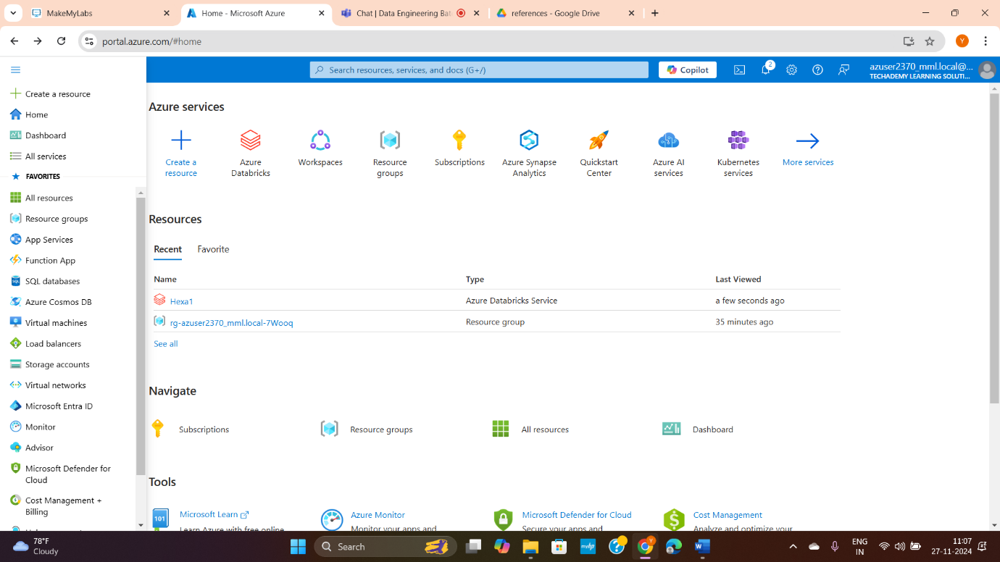 MakeMyLabs
Home - Microsoft Azure
Chat | Data Engineering Bat
references - Google Drive
portal.azure.com/#home
Y
Search resources, services, and docs (G+/)
Copilot
2
azuser2370_mml.local@...
TECHADEMY LEARNING SOLUTI...
Create a resource
Home
Dashboard
All services
FAVORITES
All resources
Resource groups
App Services
Function App
SQL databases
Azure Cosmos DB
Virtual machines
Load balancers
Storage accounts
Virtual networks
Microsoft Entra ID
Monitor
Advisor
Microsoft Defender for
Cloud
Cost Management +
Billing
Azure services
Create a
resource
Azure
Databricks
Workspaces
Resource
groups
Subscriptions
Azure Synapse
Analytics
Quickstart
Center
Azure AI
services
Kubernetes
services
More services
Resources
Recent Favorite
Name Type Last Viewed
Hexa1 Azure Databricks Service a few seconds ago
rg-azuser2370_mml.local-7Wooq Resource group 35 minutes ago
See all
Navigate
Subscriptions Resource groups All resources Dashboard
Tools
101
Microsoft Learn
Learn Azure with free online
Azure Monitor
Monitor your apps and
Microsoft Defender for Cloud
Secure your apps and
Cost Management
Analyze and optimize your
78°F
Cloudy
Search
myhp
ENG
IN
11:07
27-11-2024